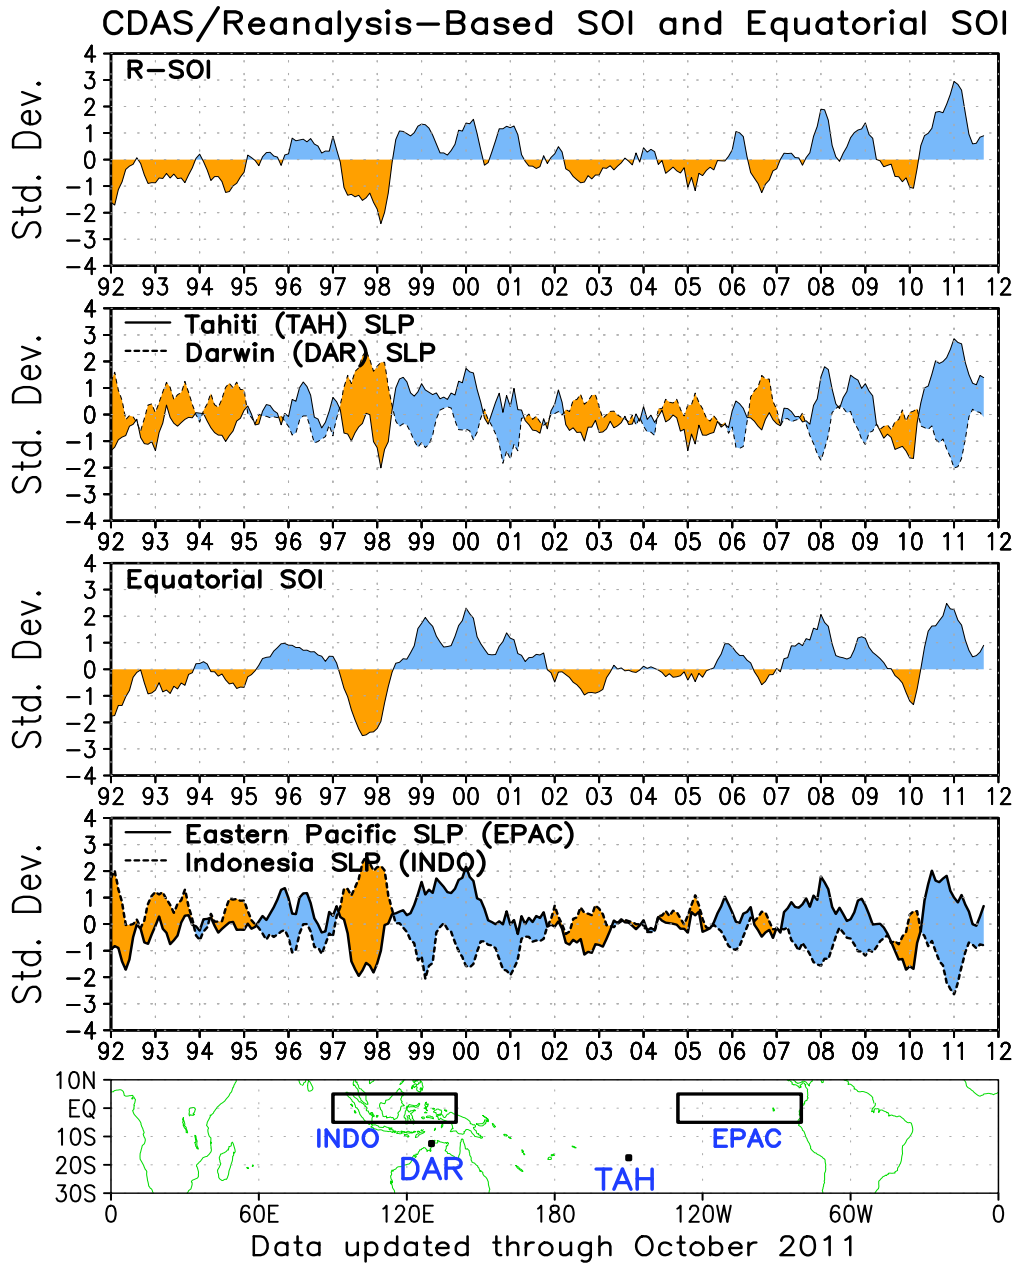 CDAS/Reanalysis-Based SOI and Equatorial SOI
R-SOI
Std. Dev.
4
3
2
1
0
-1
-2
-3
-4
92 93 94 95 96 97 98 99 00 01 02 03 04 05 06 07 08 09 10 11 12
Tahiti (TAH) SLP
Darwin (DAR) SLP
Std. Dev.
4
3
2
1
0
-1
-2
-3
-4
92 93 94 95 96 97 98 99 00 01 02 03 04 05 06 07 08 09 10 11 12
Equatorial SOI
Std. Dev.
4
3
2
1
0
-1
-2
-3
-4
92 93 94 95 96 97 98 99 00 01 02 03 04 05 06 07 08 09 10 11 12
Eastern Pacific SLP (EPAC)
Indonesia SLP (INDO)
Std. Dev.
4
3
2
1
0
-1
-2
-3
-4
92 93 94 95 96 97 98 99 00 01 02 03 04 05 06 07 08 09 10 11 12
10N
EQ
10S
20S
30S
INDO
EPAC
DAR
TAH
0 60E 120E 180 120W 60W 0
Data updated through October 2011